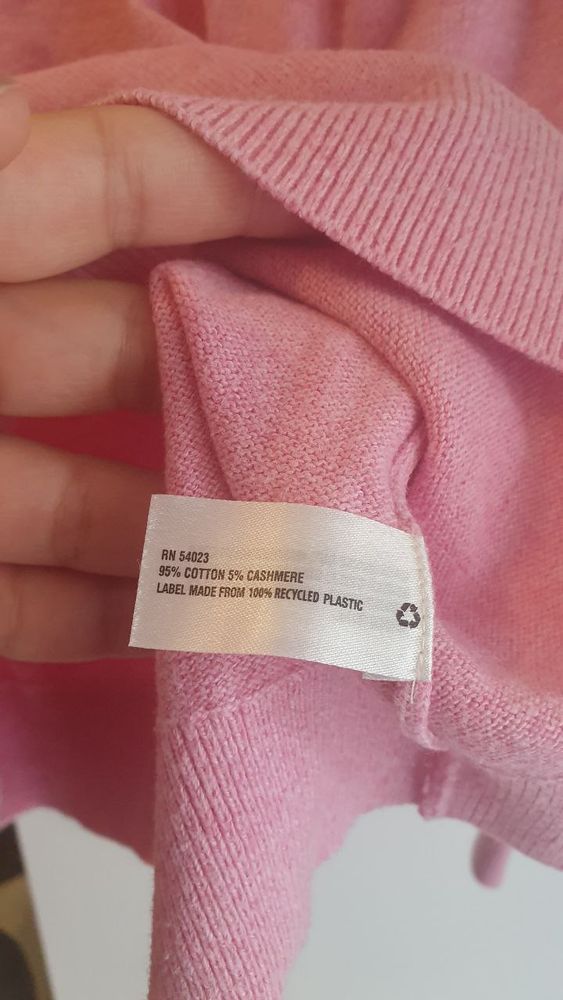 RN 54023
95% COTTON 5% CASHMERE
LABEL MADE FROM 100% RECYCLED PLASTIC